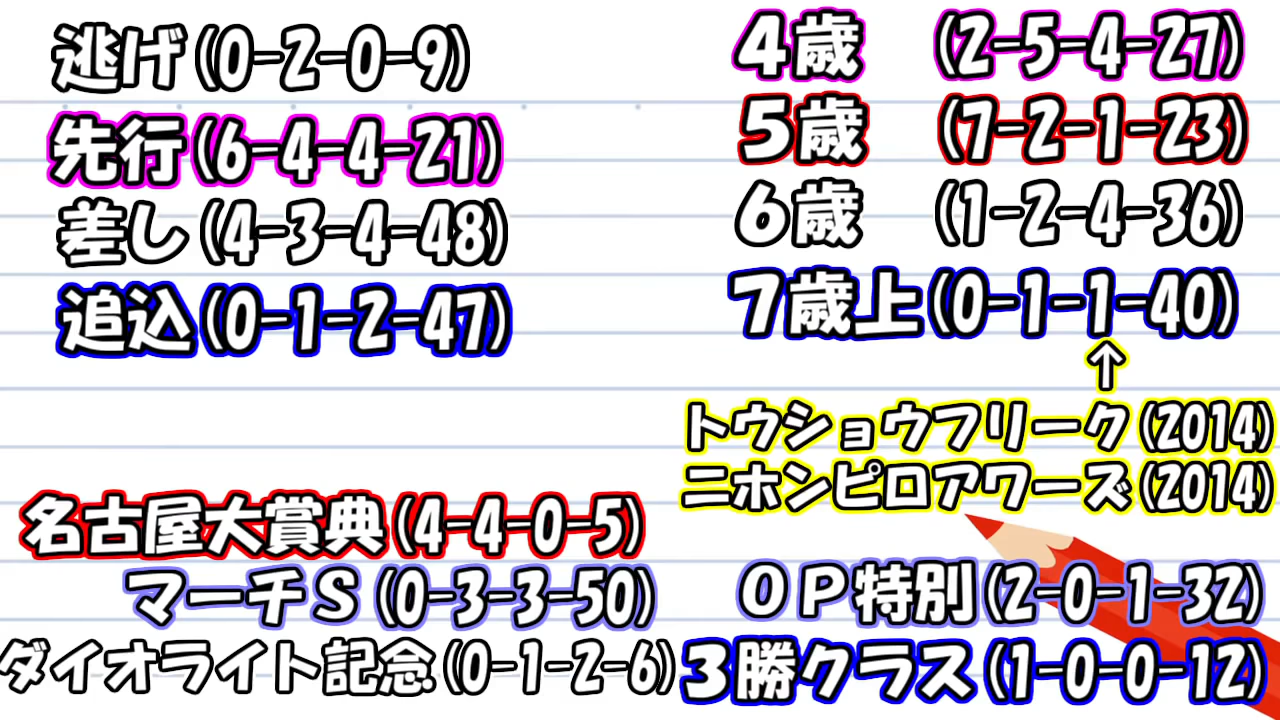 逃げ(0-2-0-9)
先行(6-4-4-21)
差し(4-3-4-48)
追込(0-1-2-47)
4歳 (2-5-4-27)
5歳 (7-2-1-23)
6歳 (1-2-4-36)
7歳上(0-1-1-40)
↑
トウショウフリーク(2014)
ニホンピロアワーズ(2014)
名古屋大賞典(4-4-0-5)
マーチS(0-3-3-50)
ダイオライト記念(0-1-2-6)
OP特別(2-0-1-32)
3勝クラス(1-0-0-12)